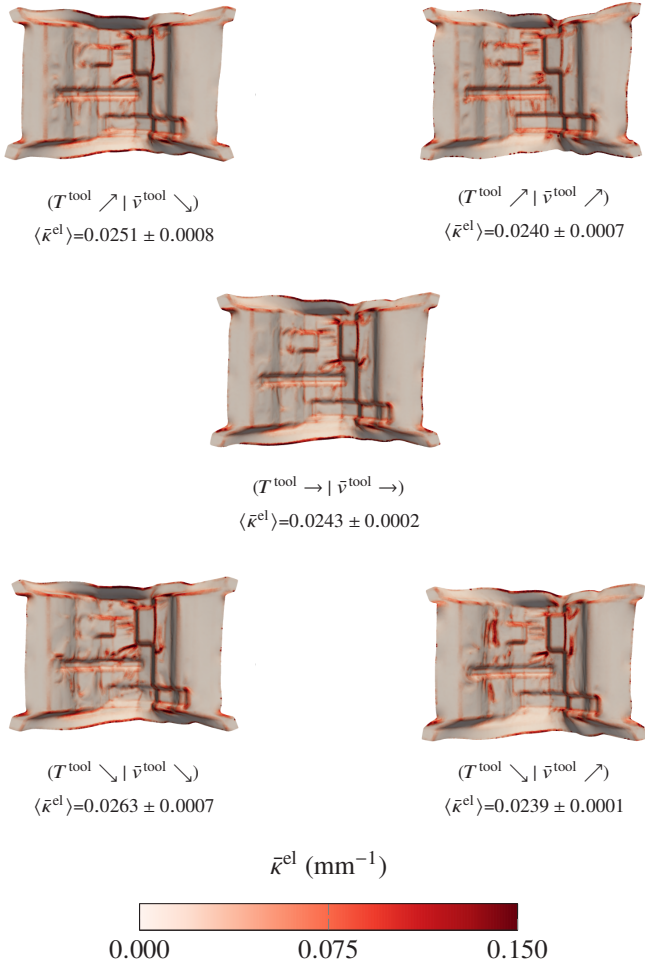 (T^tool ↗ | v̄^tool ↘) (T^tool ↗ | v̄^tool ↗)
⟨κ̄^el⟩=0.0251 ± 0.0008 ⟨κ̄^el⟩=0.0240 ± 0.0007
(T^tool → | v̄^tool →)
⟨κ̄^el⟩=0.0243 ± 0.0002
(T^tool ↘ | v̄^tool ↘) (T^tool ↘ | v̄^tool ↗)
⟨κ̄^el⟩=0.0263 ± 0.0007 ⟨κ̄^el⟩=0.0239 ± 0.0001
κ̄^el (mm⁻¹)
0.000 0.075 0.150